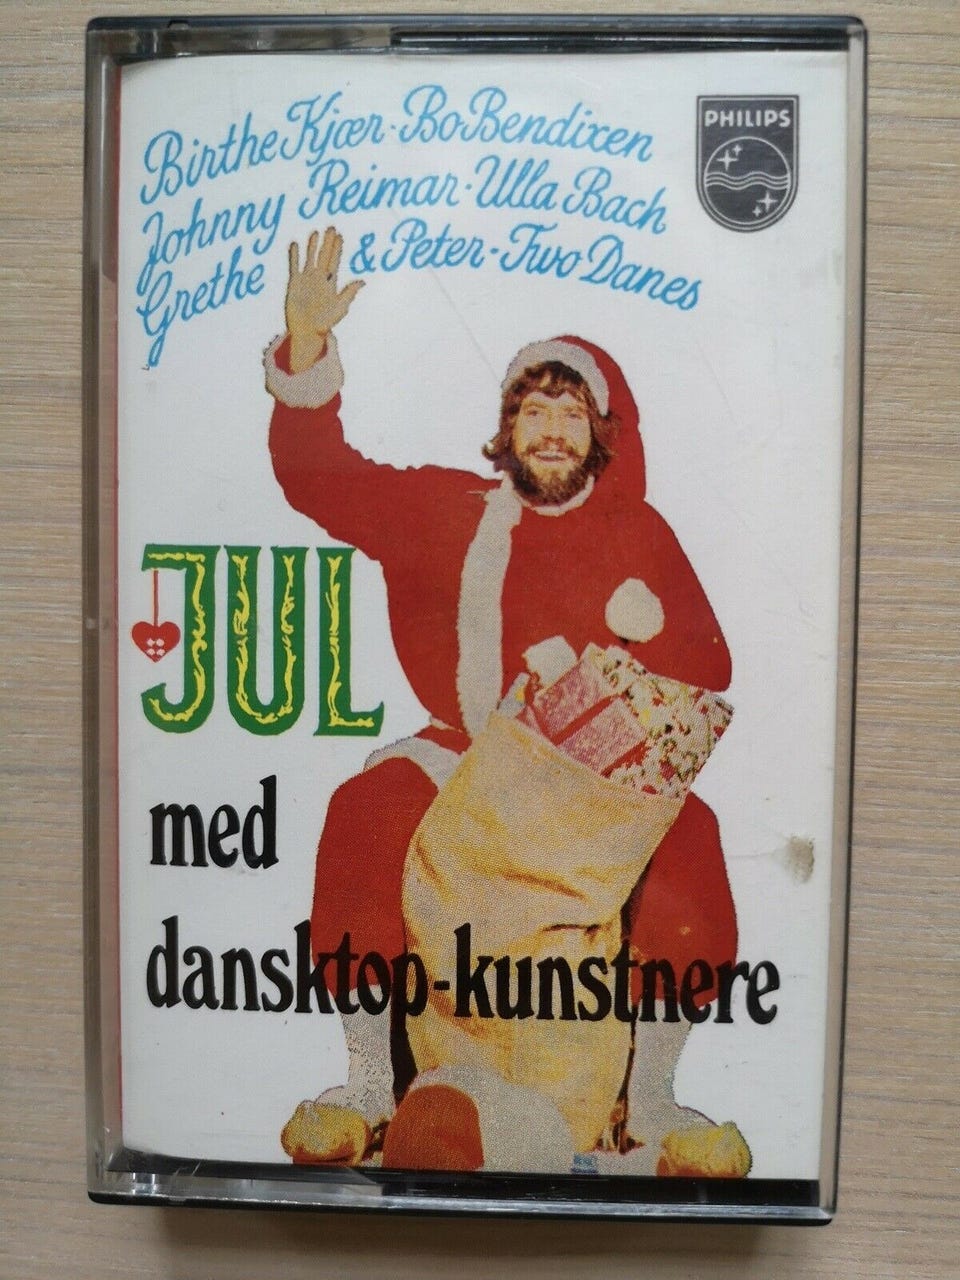 Birthe Kjær · Bo Bendixen
Johnny Reimar · Ulla Bach
Grethe & Peter - Two Danes
PHILIPS
JUL
med
dansktop-kunstnere